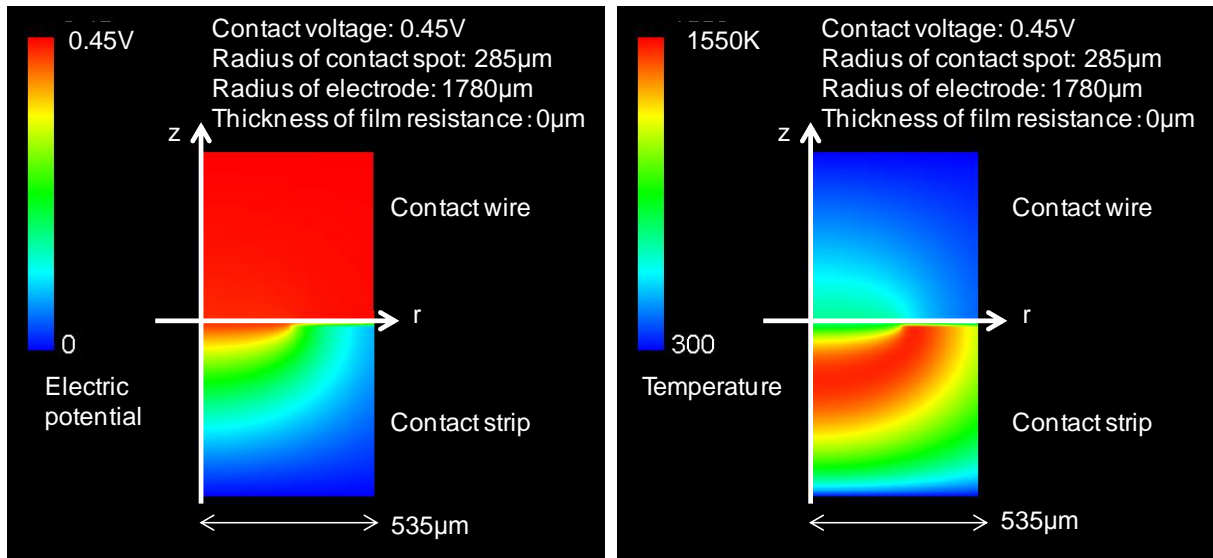 0.45V
Contact voltage: 0.45V
Radius of contact spot: 285μm
Radius of electrode: 1780μm
Thickness of film resistance: 0μm
z
Contact wire
r
0
Electric
potential
Contact strip
535μm
1550K
Contact voltage: 0.45V
Radius of contact spot: 285μm
Radius of electrode: 1780μm
Thickness of film resistance: 0μm
z
Contact wire
r
300
Temperature
Contact strip
535μm